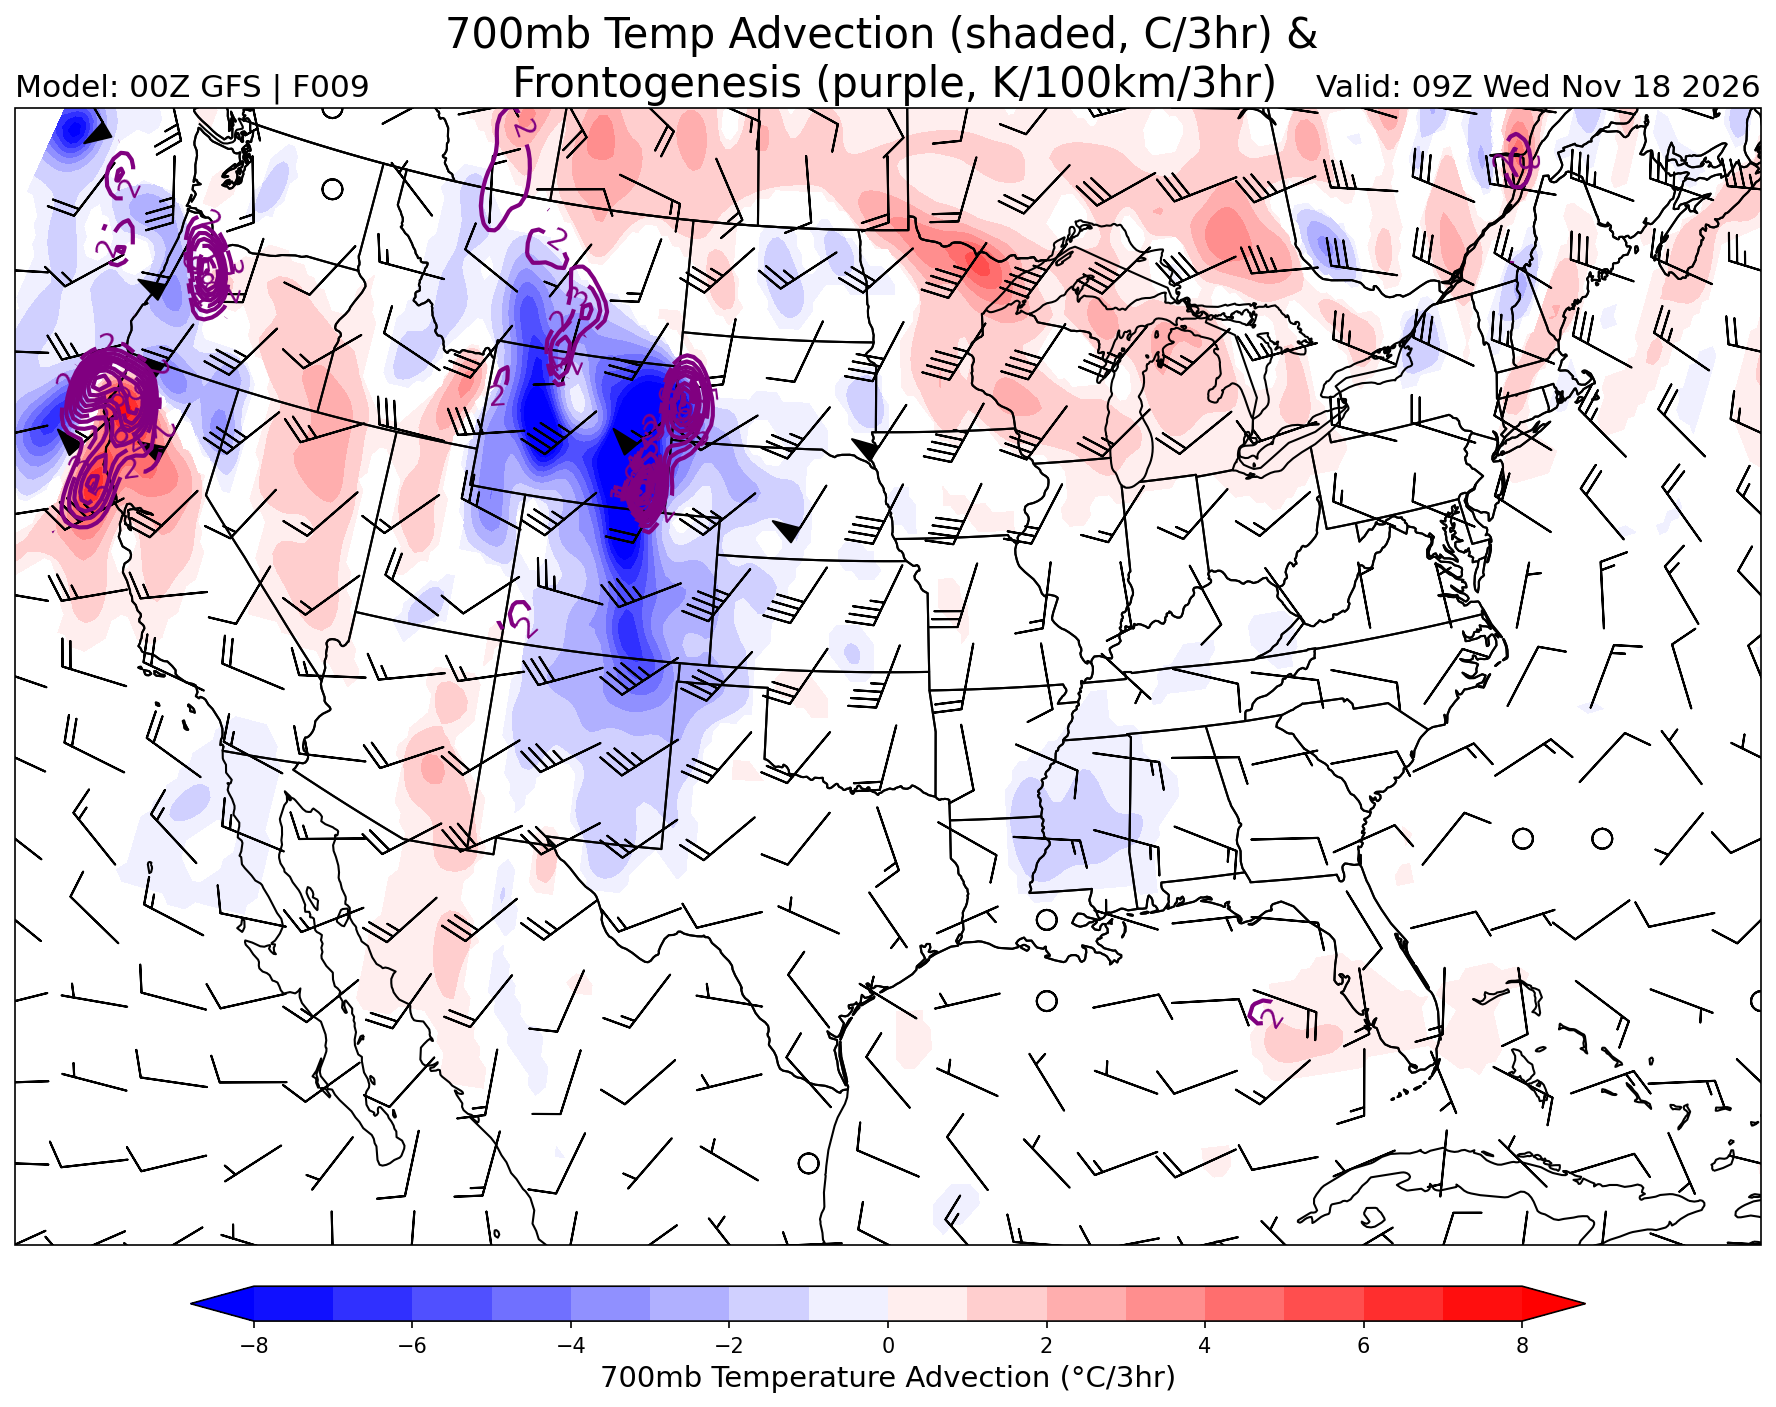 700mb Temp Advection (shaded, C/3hr) &
Frontogenesis (purple, K/100km/3hr)
Model: 00Z GFS | F009
Valid: 09Z Wed Nov 18 2026
−8 −6 −4 −2 0 2 4 6 8
700mb Temperature Advection (°C/3hr)